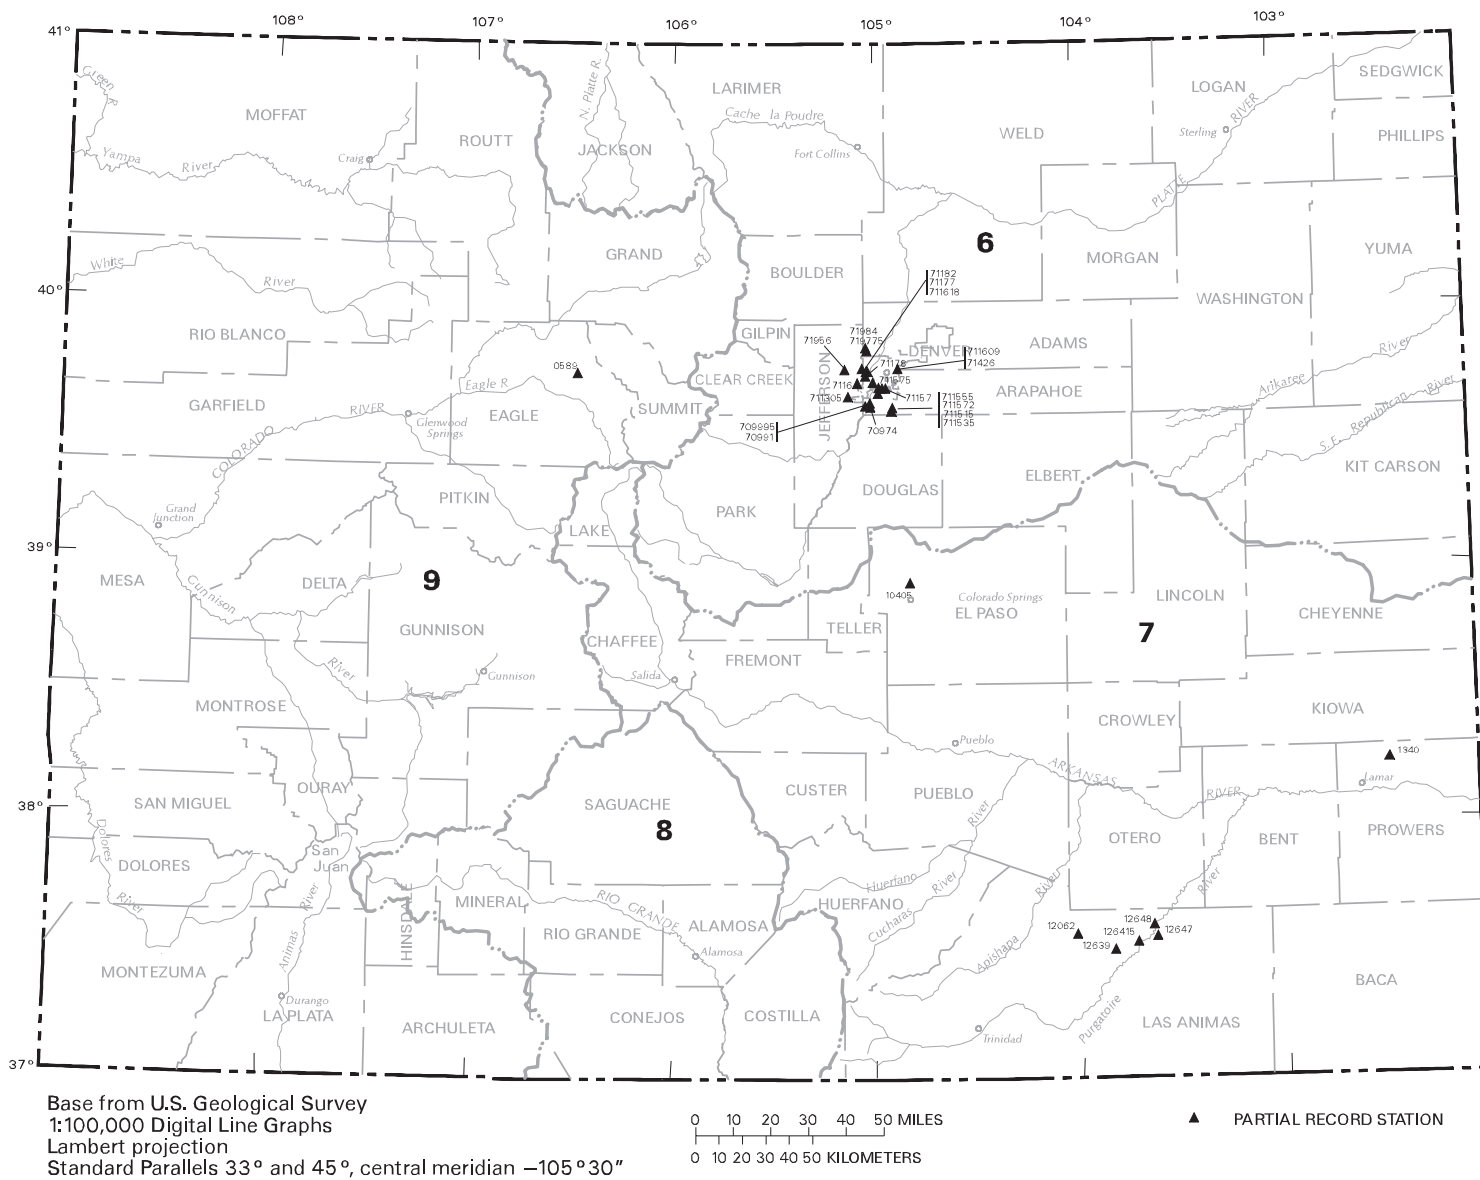 108° 107° 106° 105° 104° 103°
41°
Green R.
MOFFAT
ROUTT
N. Platte R.
JACKSON
LARIMER
Cache la Poudre
Fort Collins
WELD
LOGAN
RIVER
Sterling
SEDGWICK
PHILLIPS
Yampa River
Craig
PLATTE
6
GRAND
BOULDER
MORGAN
YUMA
White River
40°
71192
71177
711618
WASHINGTON
RIO BLANCO
GILPIN
71984
719775
71956
DENVER
711609
71426
ADAMS
River
0589
Eagle R
CLEAR CREEK
JEFFERSON
71178
7116
711575
ARAPAHOE
Arikaree
GARFIELD
RIVER
EAGLE
SUMMIT
711305
71157
711555
711572
711515
711535
S.F. Republican River
Glenwood
Springs
COLORADO
709995
70991
70974
PITKIN
DOUGLAS
ELBERT
KIT CARSON
Grand
Junction
LAKE
PARK
39°
MESA
Gunnison
DELTA
9
10405
Colorado Springs
EL PASO
LINCOLN
CHEYENNE
GUNNISON
CHAFFEE
TELLER
7
River
Gunnison
Salida
FREMONT
MONTROSE
CROWLEY
KIOWA
Pueblo
1340
ARKANSAS
Lamar
OURAY
SAN MIGUEL
SAGUACHE
CUSTER
PUEBLO
River
RIVER
38°
8
OTERO
BENT
PROWERS
Dolores
DOLORES
San
Juan
River
River
HINSDALE
MINERAL
RIO GRANDE
Huerfano
River
River
River
HUERFANO
ALAMOSA
RIO GRANDE
Cucharas
12062
12648
126415
12647
12639
Animas
Alamosa
Apishapa
MONTEZUMA
BACA
Durango
LA PLATA
ARCHULETA
CONEJOS
COSTILLA
Trinidad
Purgatoire
LAS ANIMAS
37°
Base from U.S. Geological Survey
1:100,000 Digital Line Graphs
Lambert projection
Standard Parallels 33° and 45°, central meridian −105°30″
0 10 20 30 40 50 MILES
0 10 20 30 40 50 KILOMETERS
▲ PARTIAL RECORD STATION